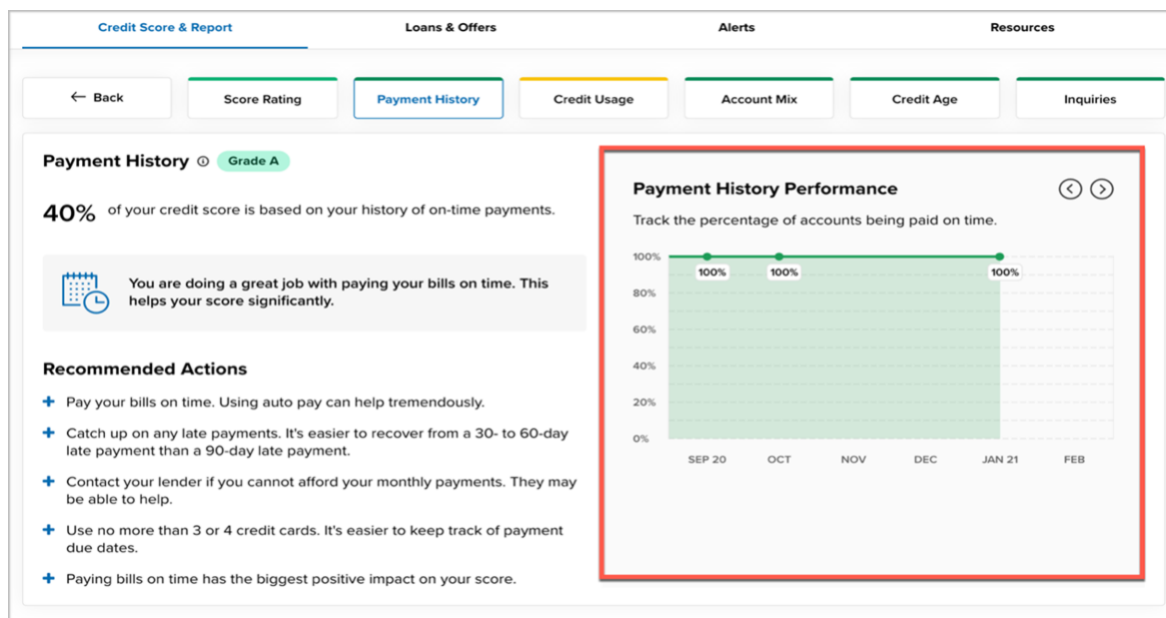 Credit Score & Report
Loans & Offers
Alerts
Resources
← Back
Score Rating
Payment History
Credit Usage
Account Mix
Credit Age
Inquiries
Payment History
Grade A
40% of your credit score is based on your history of on-time payments.
You are doing a great job with paying your bills on time. This
helps your score significantly.
Recommended Actions
+ Pay your bills on time. Using auto pay can help tremendously.
+ Catch up on any late payments. It's easier to recover from a 30- to 60-day
late payment than a 90-day late payment.
+ Contact your lender if you cannot afford your monthly payments. They may
be able to help.
+ Use no more than 3 or 4 credit cards. It's easier to keep track of payment
due dates.
+ Paying bills on time has the biggest positive impact on your score.
Payment History Performance
Track the percentage of accounts being paid on time.
100%
80%
60%
40%
20%
0%
100%
100%
100%
SEP 20
OCT
NOV
DEC
JAN 21
FEB